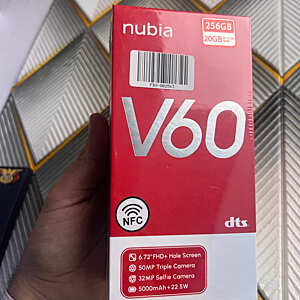 nubia
256GB
20GB
V60
NFC
dts
6.72"FHD+ Hole Screen
50MP Triple Camera
32MP Selfie Camera
5000mAh+22.5W